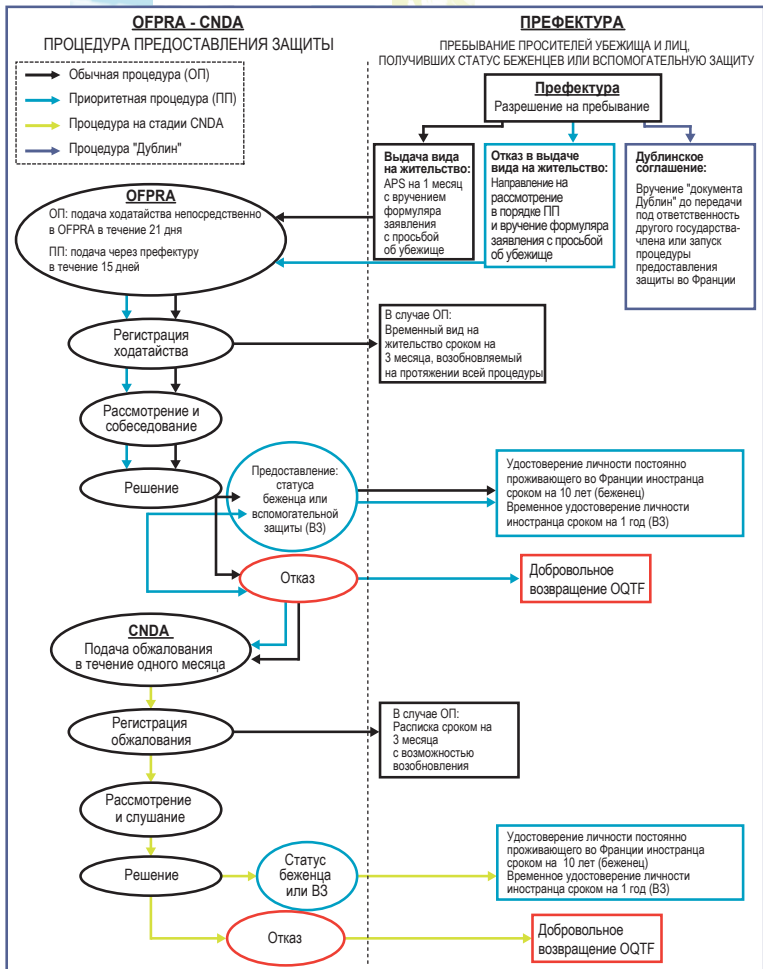 OFPRA - CNDA
ПРОЦЕДУРА ПРЕДОСТАВЛЕНИЯ ЗАЩИТЫ
ПРЕФЕКТУРА
ПРЕБЫВАНИЕ ПРОСИТЕЛЕЙ УБЕЖИЩА И ЛИЦ,
ПОЛУЧИВШИХ СТАТУС БЕЖЕНЦЕВ ИЛИ ВСПОМОГАТЕЛЬНУЮ ЗАЩИТУ
Обычная процедура (ОП)
Приоритетная процедура (ПП)
Процедура на стадии CNDA
Процедура "Дублин"
Префектура
Разрешение на пребывание
Выдача вида
на жительство:
APS на 1 месяц
с вручением
формуляра
заявления
с просьбой
об убежище
Отказ в выдаче
вида на жительство:
Направление на
рассмотрение
в порядке ПП
и вручение формуляра
заявления с просьбой
об убежище
Дублинское
соглашение:
Вручение "документа
Дублин" до передачи
под ответственность
другого государства-
члена или запуск
процедуры
предоставления
защиты во Франции
OFPRA
ОП: подача ходатайства непосредственно
в OFPRA в течение 21 дня
ПП: подача через префектуру
в течение 15 дней
Регистрация
ходатайства
В случае ОП:
Временный вид на
жительство сроком на
3 месяца, возобновляемый
на протяжении всей процедуры
Рассмотрение и
собеседование
Решение
Предоставление:
статуса
беженца или
вспомогательной
защиты (ВЗ)
Удостоверение личности постоянно
проживающего во Франции иностранца
сроком на 10 лет (беженец)
Временное удостоверение личности
иностранца сроком на 1 год (ВЗ)
Отказ
Добровольное
возвращение OQTF
CNDA
Подача обжалования
в течение одного месяца
Регистрация
обжалования
В случае ОП:
Расписка сроком на
3 месяца
с возможностью
возобновления
Рассмотрение
и слушание
Решение
Статус
беженца
или ВЗ
Удостоверение личности постоянно
проживающего во Франции иностранца
сроком на 10 лет (беженец)
Временное удостоверение личности
иностранца сроком на 1 год (ВЗ)
Отказ
Добровольное
возвращение OQTF